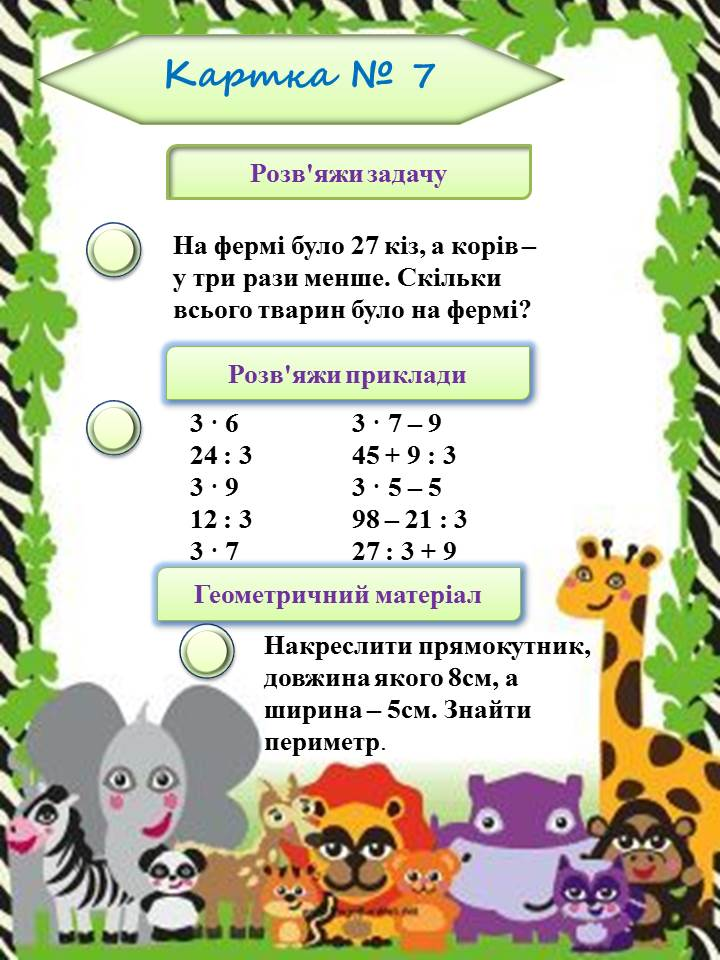 Картка № 7
Розв'яжи задачу
На фермі було 27 кіз, а корів –
у три рази менше. Скільки
всього тварин було на фермі?
Розв'яжи приклади
3 · 6
24 : 3
3 · 9
12 : 3
3 · 7
3 · 7 – 9
45 + 9 : 3
3 · 5 – 5
98 – 21 : 3
27 : 3 + 9
Геометричний матеріал
Накреслити прямокутник,
довжина якого 8см, а
ширина – 5см. Знайти
периметр.